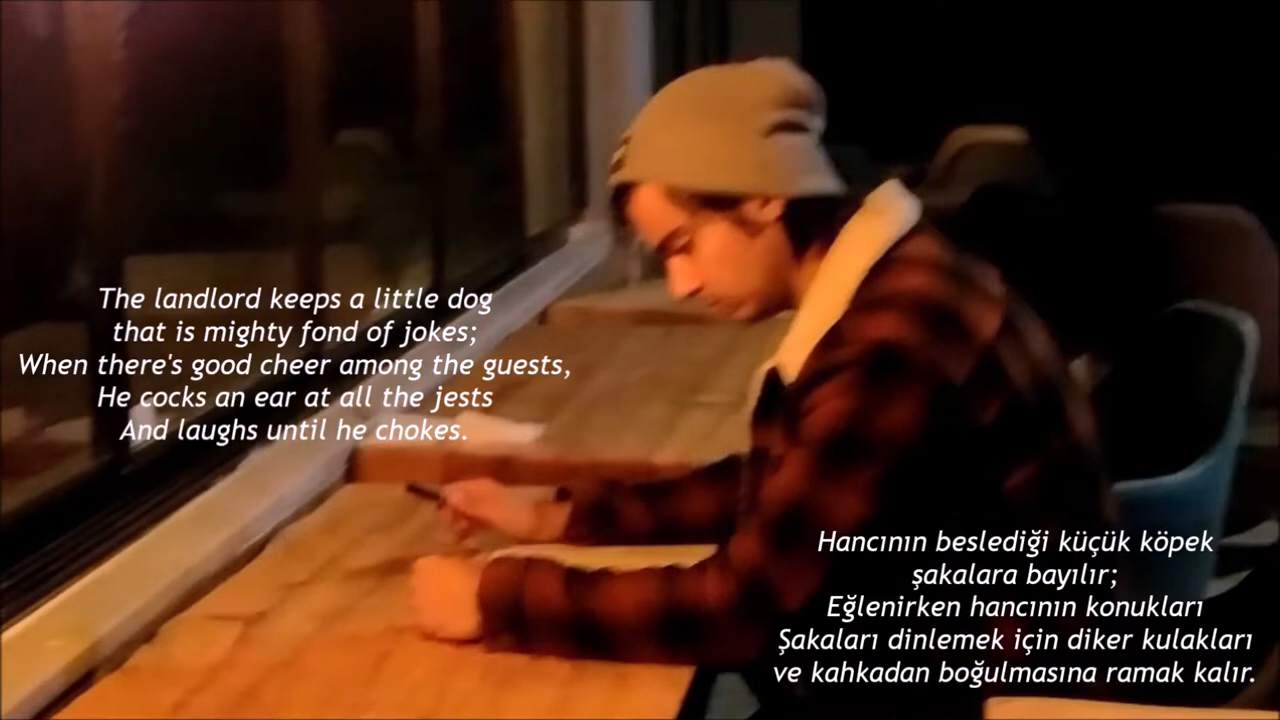 The landlord keeps a little dog
that is mighty fond of jokes;
When there's good cheer among the guests,
He cocks an ear at all the jests
And laughs until he chokes.
Hancının beslediği küçük köpek
şakalara bayılır;
Eğlenirken hancının konukları
Şakaları dinlemek için diker kulakları
ve kahkadan boğulmasına ramak kalır.